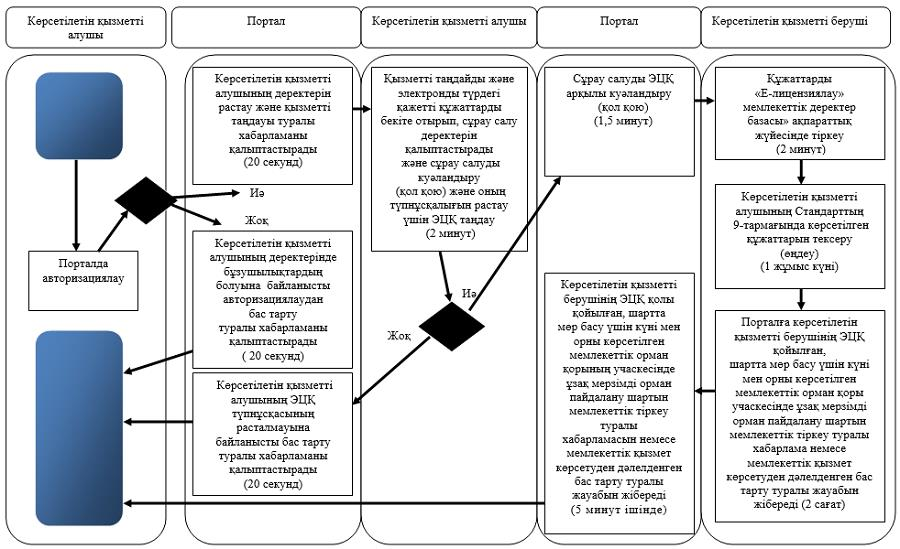 Көрсетілетін қызметті
алушы
Портал
Көрсетілетін қызметті алушы
Портал
Көрсетілетін қызметті беруші
Порталда
авторизациялау
Көрсетілетін қызметті
алушының деректерін
растау және қызметті
таңдауы туралы
хабарламаны
қалыптастырады
(20 секунд)
Иә
Жоқ
Көрсетілетін қызметті
алушының деректерінде
бұзушылықтардың
болуына байланысты
авторизациялаудан
бас тарту
туралы хабарламаны
қалыптастырады
( 20 секунд)
Көрсетілетін қызметті
алушының ЭЦҚ
түпнұсқасының
расталмауына
байланысты бас тарту
туралы хабарламаны
қалыптастырады
(20 секунд)
Қызметті таңдайды және
электронды түрдегі
қажетті құжаттарды
бекіте отырып, сұрау салу
деректерін
қалыптастырады
және сұрау салуды
куәландыру
(қол қою) және оның
түпнұсқалығын растау
үшін ЭЦҚ таңдау
(2 минут)
Иә
Жоқ
Сұрау салуды ЭЦҚ
арқылы куәландыру
(қол қою)
(1,5 минут)
Көрсетілетін қызметті
берушінің ЭЦҚ қолы
қойылған, шартта
мөр басу үшін күні мен
орны көрсетілген
мемлекеттік орман
қорының учаскесінде
ұзақ мерзімді орман
пайдалану шартын
мемлекеттік тіркеу
туралы
хабарламасын немесе
мемлекеттік қызмет
көрсетуден дәлелденген
бас тарту туралы
жауабын жібереді
(5 минут ішінде)
Құжаттарды
«Е-лицензиялау»
мемлекеттік деректер
базасы» ақпараттық
жүйесінде тіркеу
(2 минут)
Көрсетілетін қызметті
алушының Стандарттың
9-тармағында көрсетілген
құжаттарын тексеру
(өңдеу)
(1 жұмыс күні)
Порталға көрсетілетін
қызметті берушінің ЭЦҚ
қойылған,
шартта мөр басу үшін күні
мен орны көрсетілген
мемлекеттік орман қоры
учаскесінде ұзақ мерзімді
орман пайдалану шартын
мемлекеттік тіркеу туралы
хабарлама немесе
мемлекеттік қызмет
көрсетуден дәлелденген бас
тарту туралы жауабын
жібереді (2 сағат)